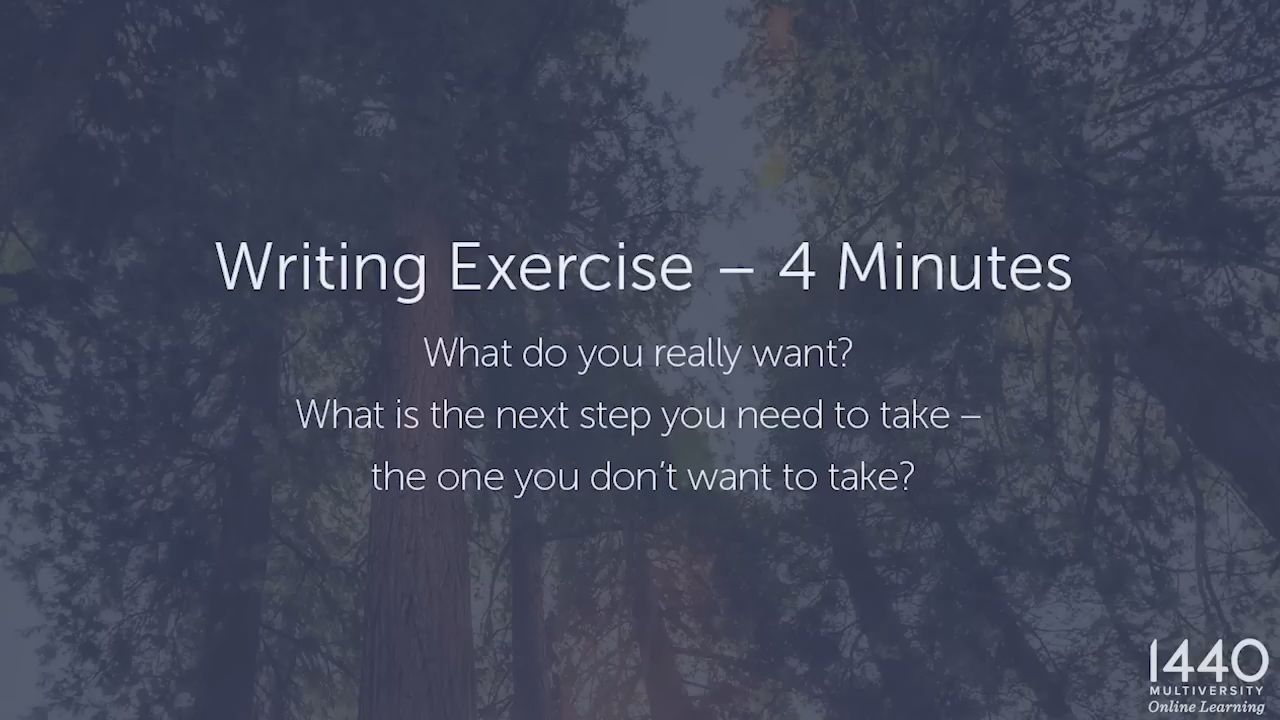 Writing Exercise – 4 Minutes
What do you really want?
What is the next step you need to take –
the one you don't want to take?
1440
MULTIVERSITY
Online Learning